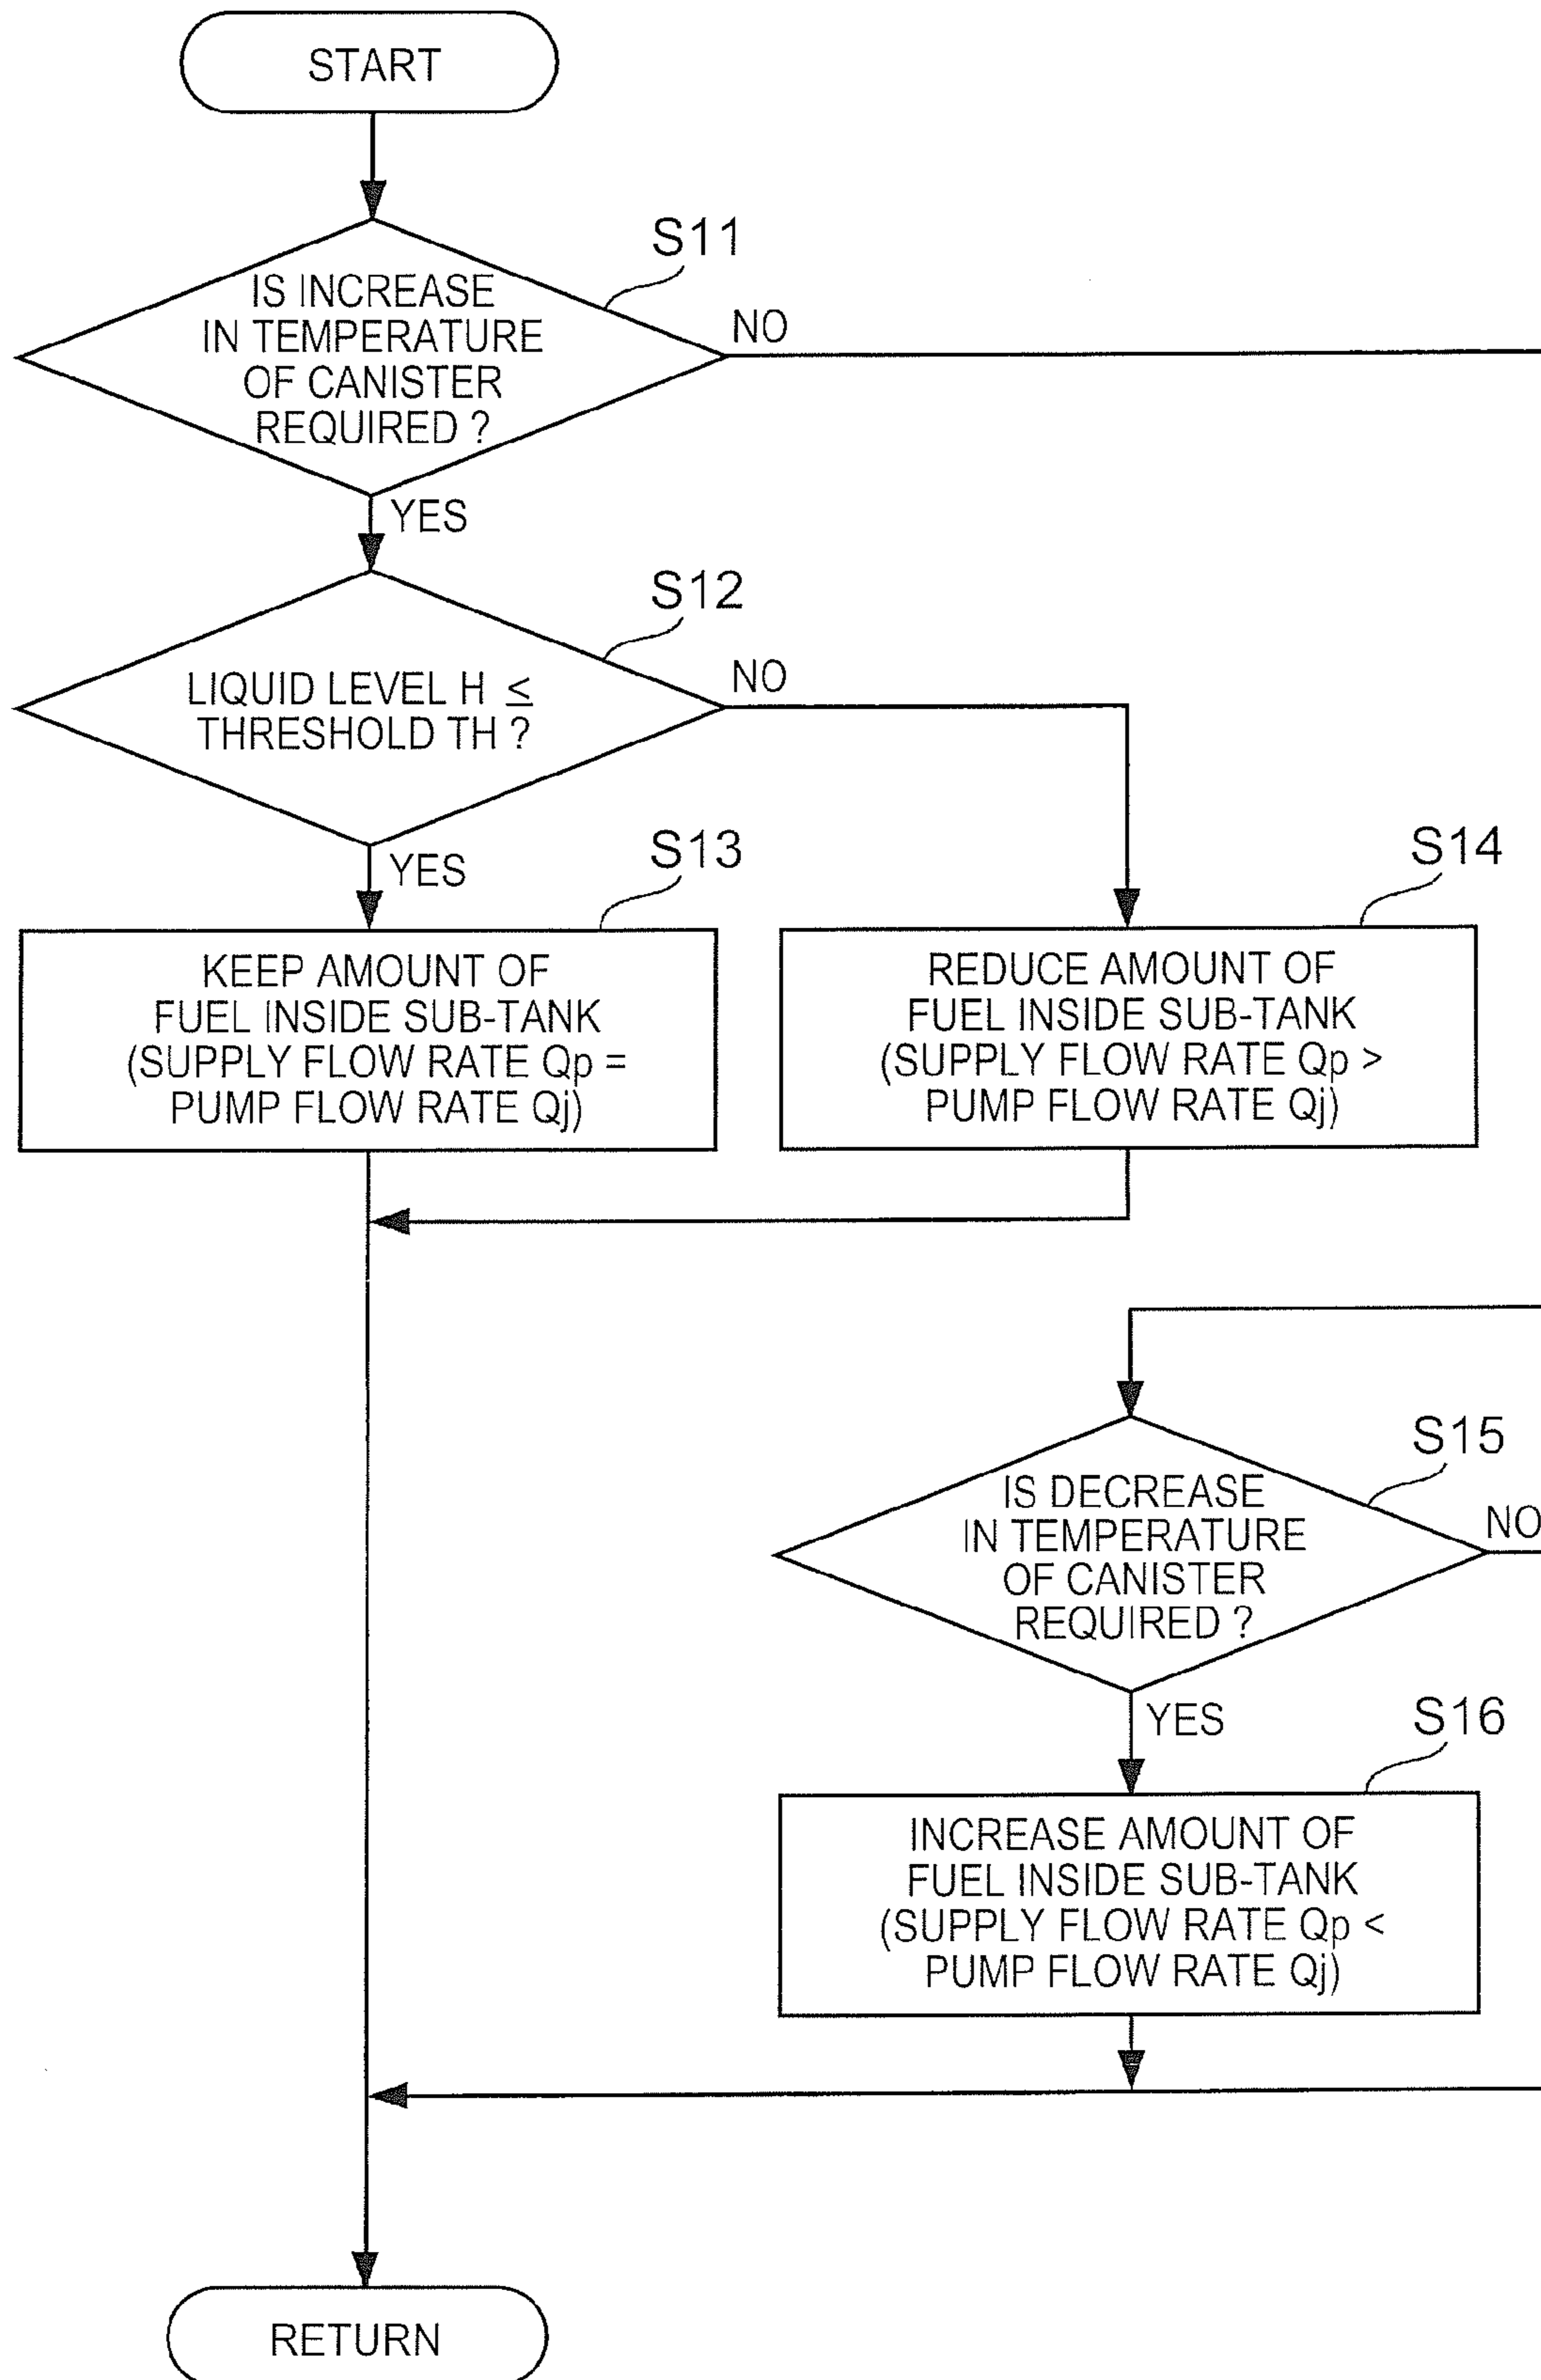 START
S11
IS INCREASE
IN TEMPERATURE
OF CANISTER
REQUIRED ?
NO
YES
S12
LIQUID LEVEL H ≤
THRESHOLD TH ?
NO
YES
S13
KEEP AMOUNT OF
FUEL INSIDE SUB-TANK
(SUPPLY FLOW RATE Qp =
PUMP FLOW RATE Qj)
S14
REDUCE AMOUNT OF
FUEL INSIDE SUB-TANK
(SUPPLY FLOW RATE Qp >
PUMP FLOW RATE Qj)
S15
IS DECREASE
IN TEMPERATURE
OF CANISTER
REQUIRED ?
NO
YES
S16
INCREASE AMOUNT OF
FUEL INSIDE SUB-TANK
(SUPPLY FLOW RATE Qp <
PUMP FLOW RATE Qj)
RETURN